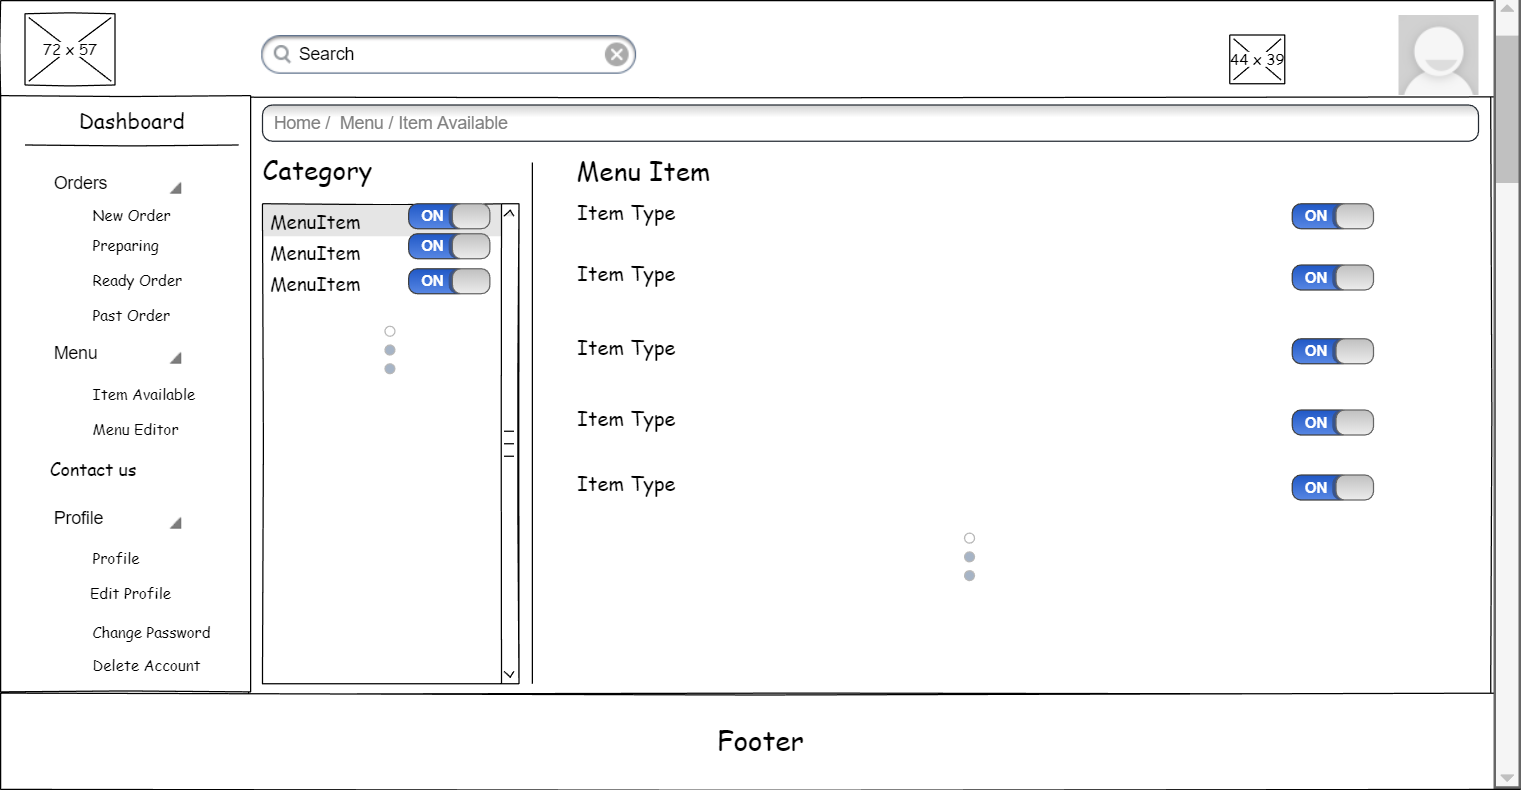 72 x 57
Search
44 x 39
Dashboard
Home /  Menu / Item Available
Orders
New Order
Preparing
Ready Order
Past Order
Menu
Item Available
Menu Editor
Contact us
Profile
Profile
Edit Profile
Change Password
Delete Account
Category
MenuItem ON
MenuItem ON
MenuItem ON
Menu Item
Item Type ON
Item Type ON
Item Type ON
Item Type ON
Item Type ON
Footer